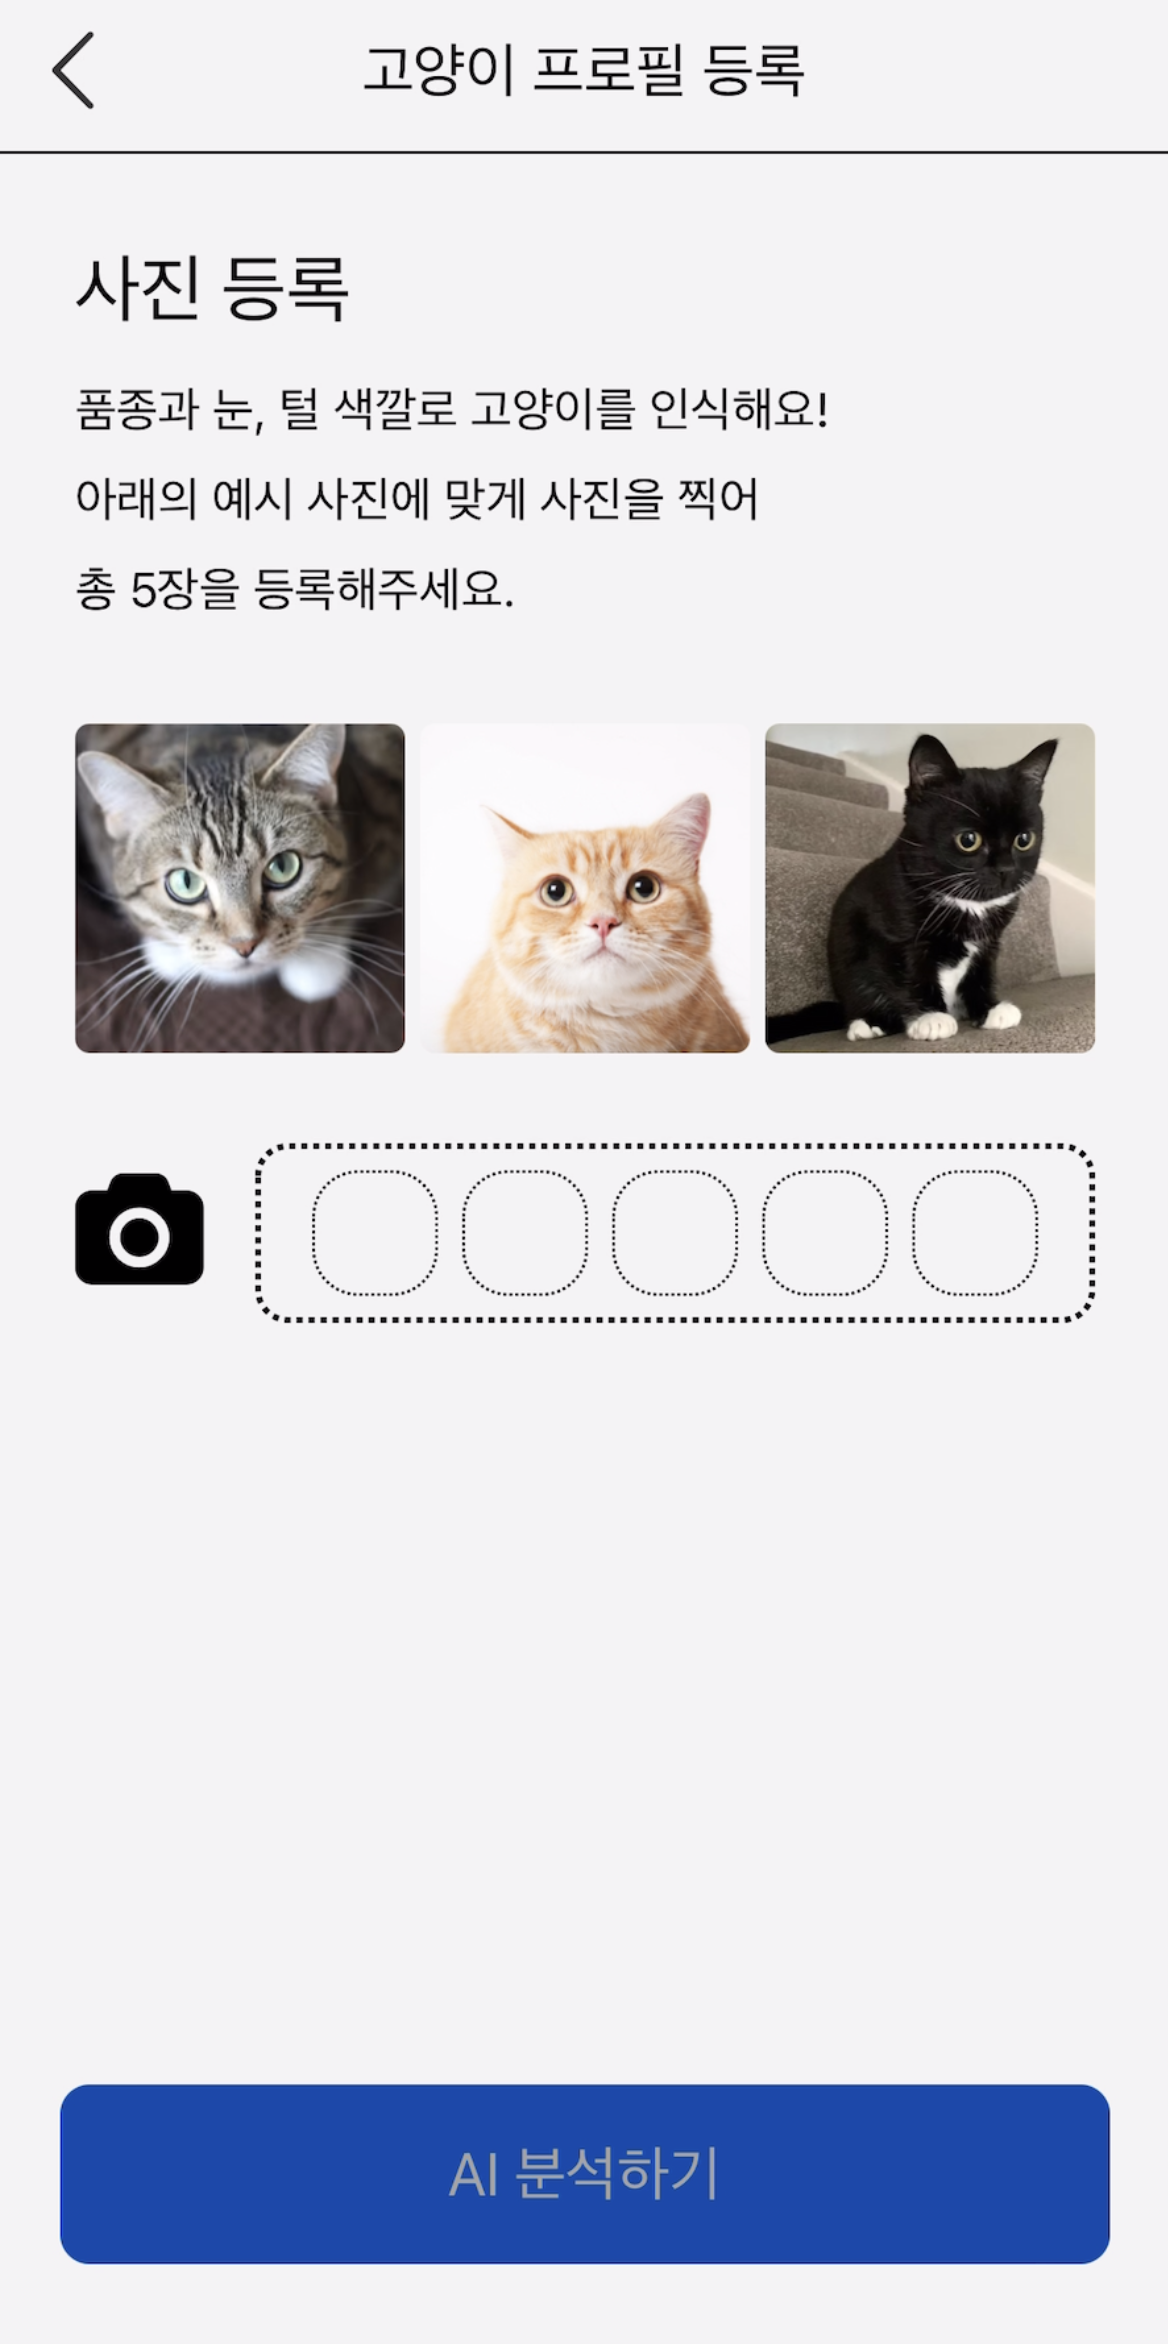 고양이 프로필 등록
사진 등록
품종과 눈, 털 색깔로 고양이를 인식해요!
아래의 예시 사진에 맞게 사진을 찍어
총 5장을 등록해주세요.
AI 분석하기